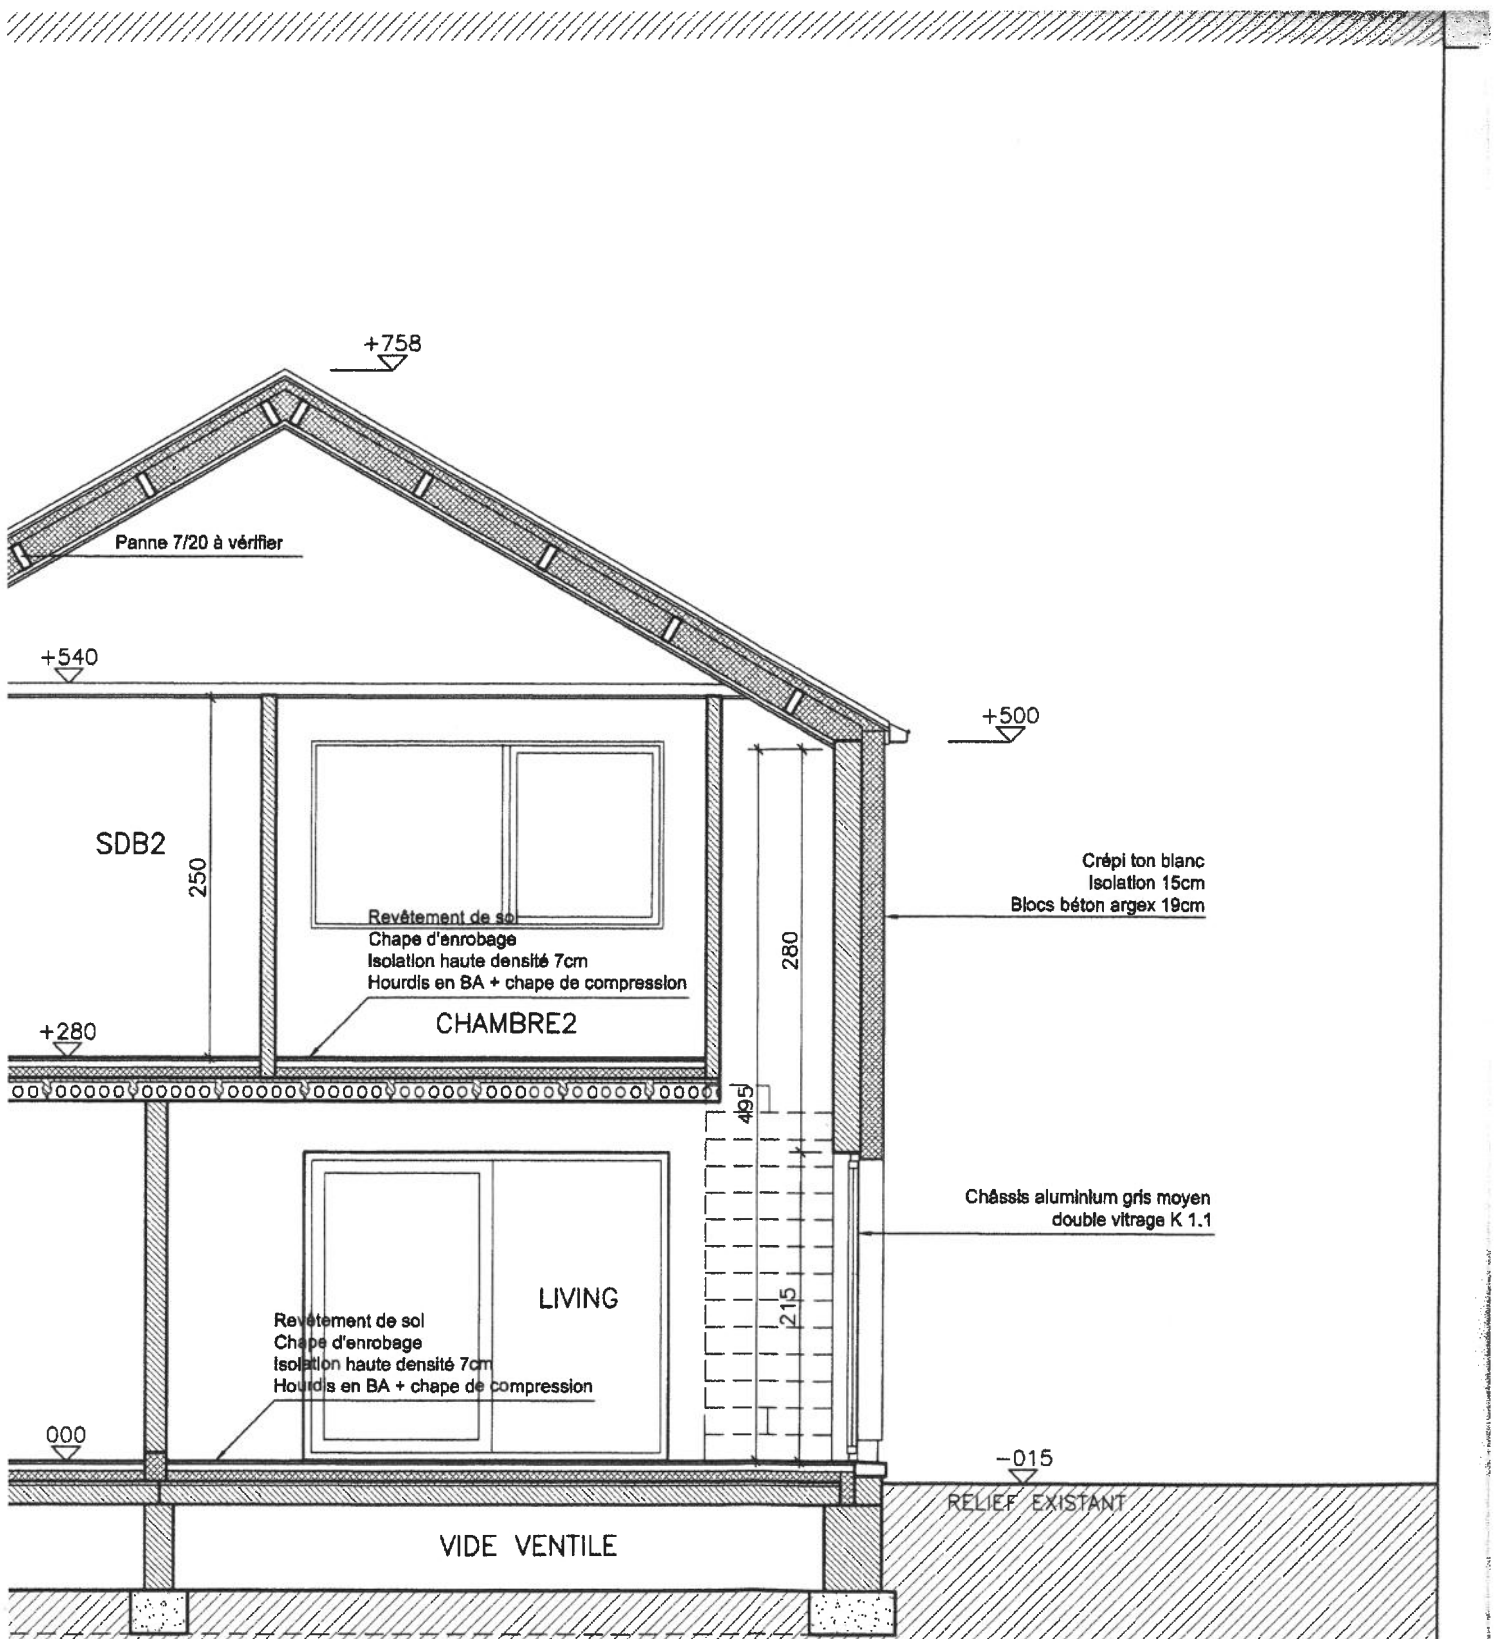 +758
Panne 7/20 à vérifier
+540
+500
SDB2
250
Crépi ton blanc
Isolation 15cm
Blocs béton argex 19cm
280
Revêtement de sol
Chape d'enrobage
Isolation haute densité 7cm
Hourdis en BA + chape de compression
CHAMBRE2
+280
495
Châssis aluminium gris moyen
double vitrage K 1.1
LIVING
215
Revêtement de sol
Chape d'enrobage
Isolation haute densité 7cm
Hourdis en BA + chape de compression
000
-015
RELIEF EXISTANT
VIDE VENTILE